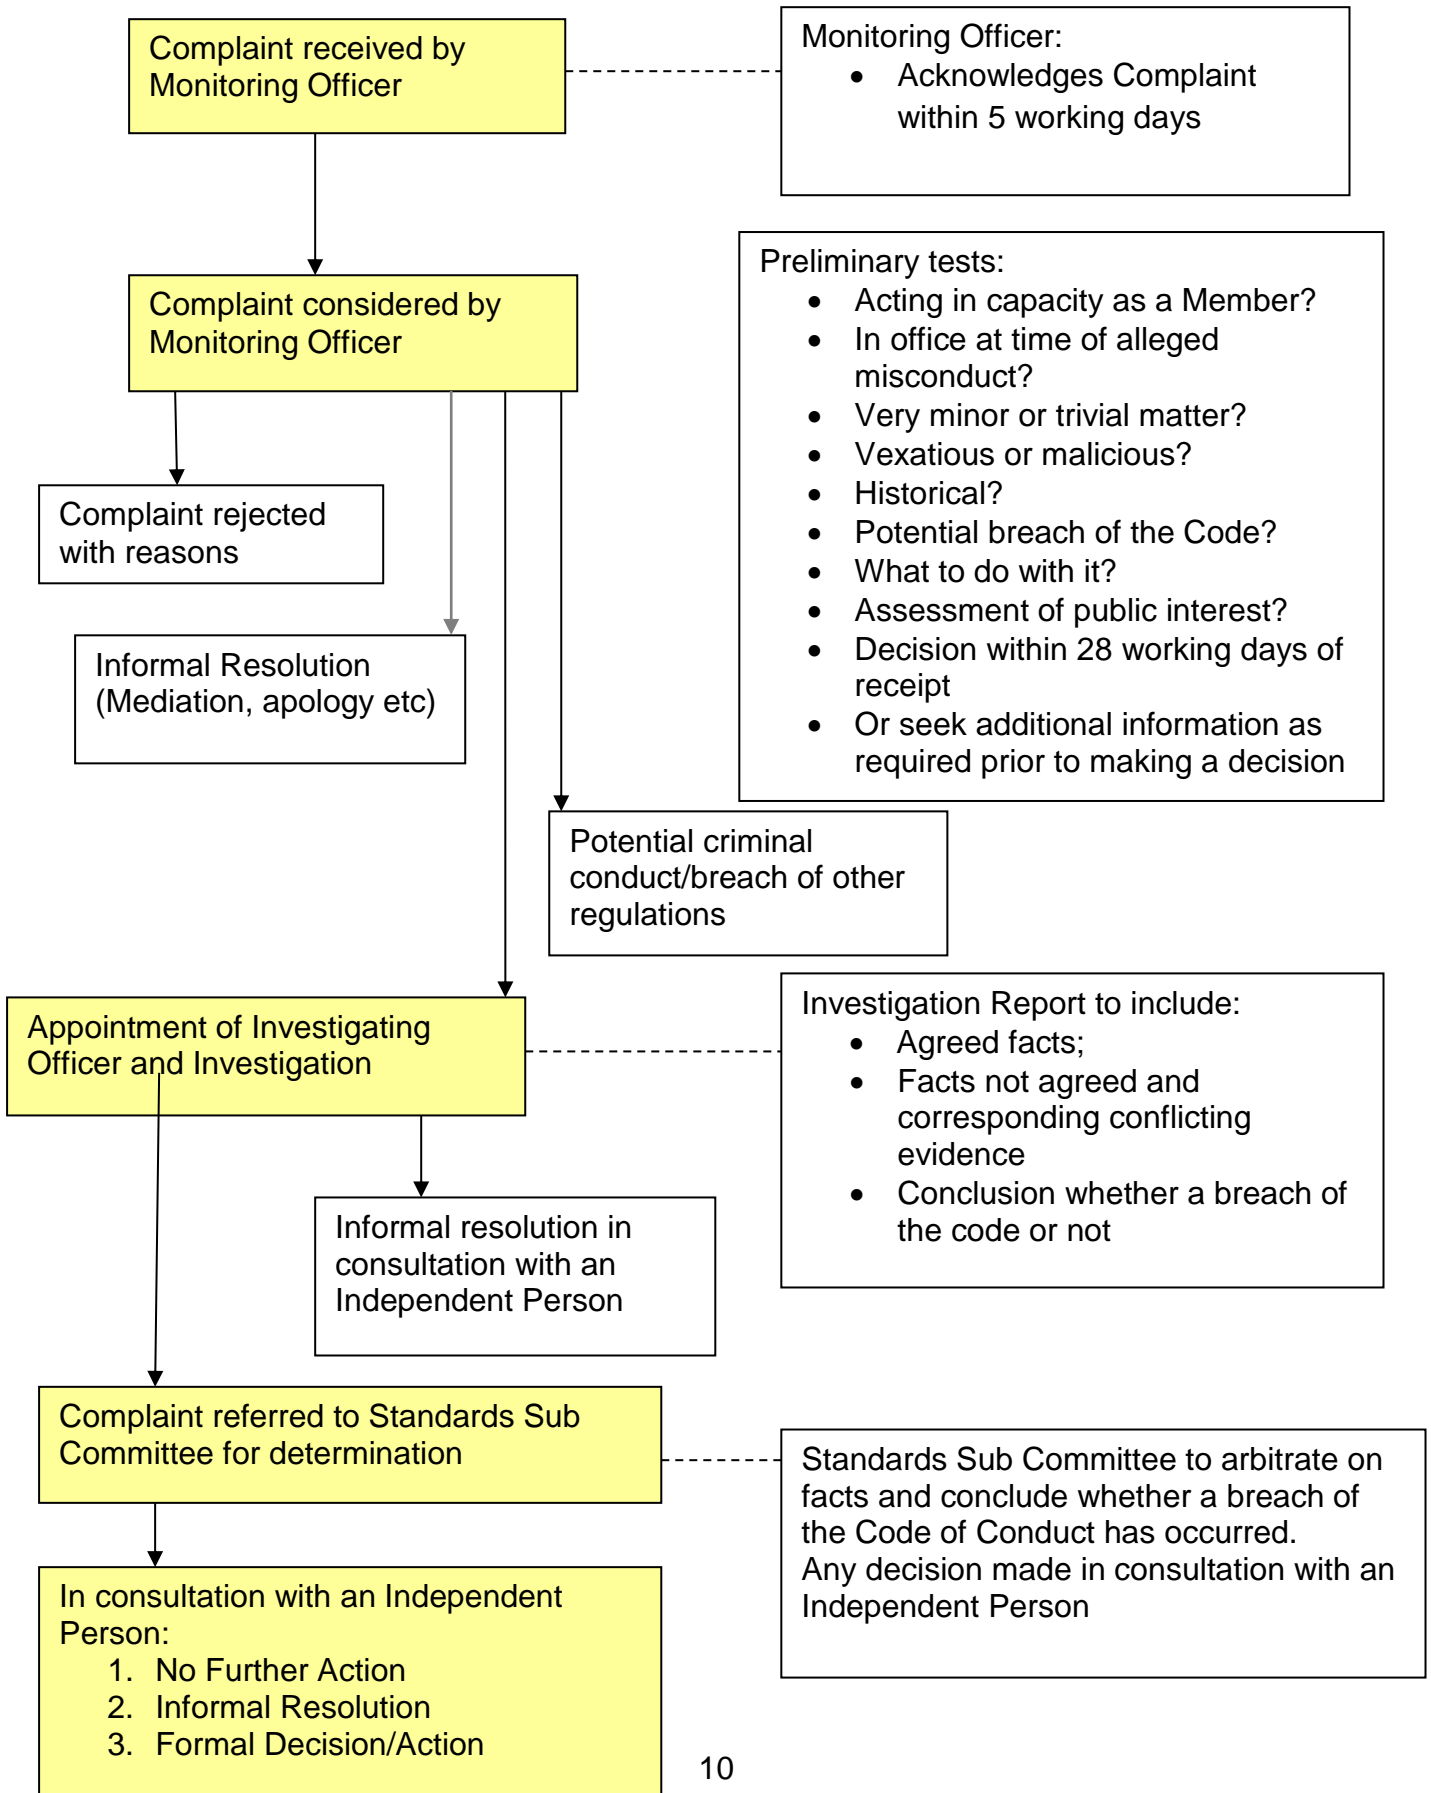 Complaint received by
Monitoring Officer
Monitoring Officer:
• Acknowledges Complaint
within 5 working days
Complaint considered by
Monitoring Officer
Preliminary tests:
• Acting in capacity as a Member?
• In office at time of alleged
misconduct?
• Very minor or trivial matter?
• Vexatious or malicious?
• Historical?
• Potential breach of the Code?
• What to do with it?
• Assessment of public interest?
• Decision within 28 working days of
receipt
• Or seek additional information as
required prior to making a decision
Complaint rejected
with reasons
Informal Resolution
(Mediation, apology etc)
Potential criminal
conduct/breach of other
regulations
Appointment of Investigating
Officer and Investigation
Investigation Report to include:
• Agreed facts;
• Facts not agreed and
corresponding conflicting
evidence
• Conclusion whether a breach of
the code or not
Informal resolution in
consultation with an
Independent Person
Complaint referred to Standards Sub
Committee for determination
Standards Sub Committee to arbitrate on
facts and conclude whether a breach of
the Code of Conduct has occurred.
Any decision made in consultation with an
Independent Person
In consultation with an Independent
Person:
1. No Further Action
2. Informal Resolution
3. Formal Decision/Action
10